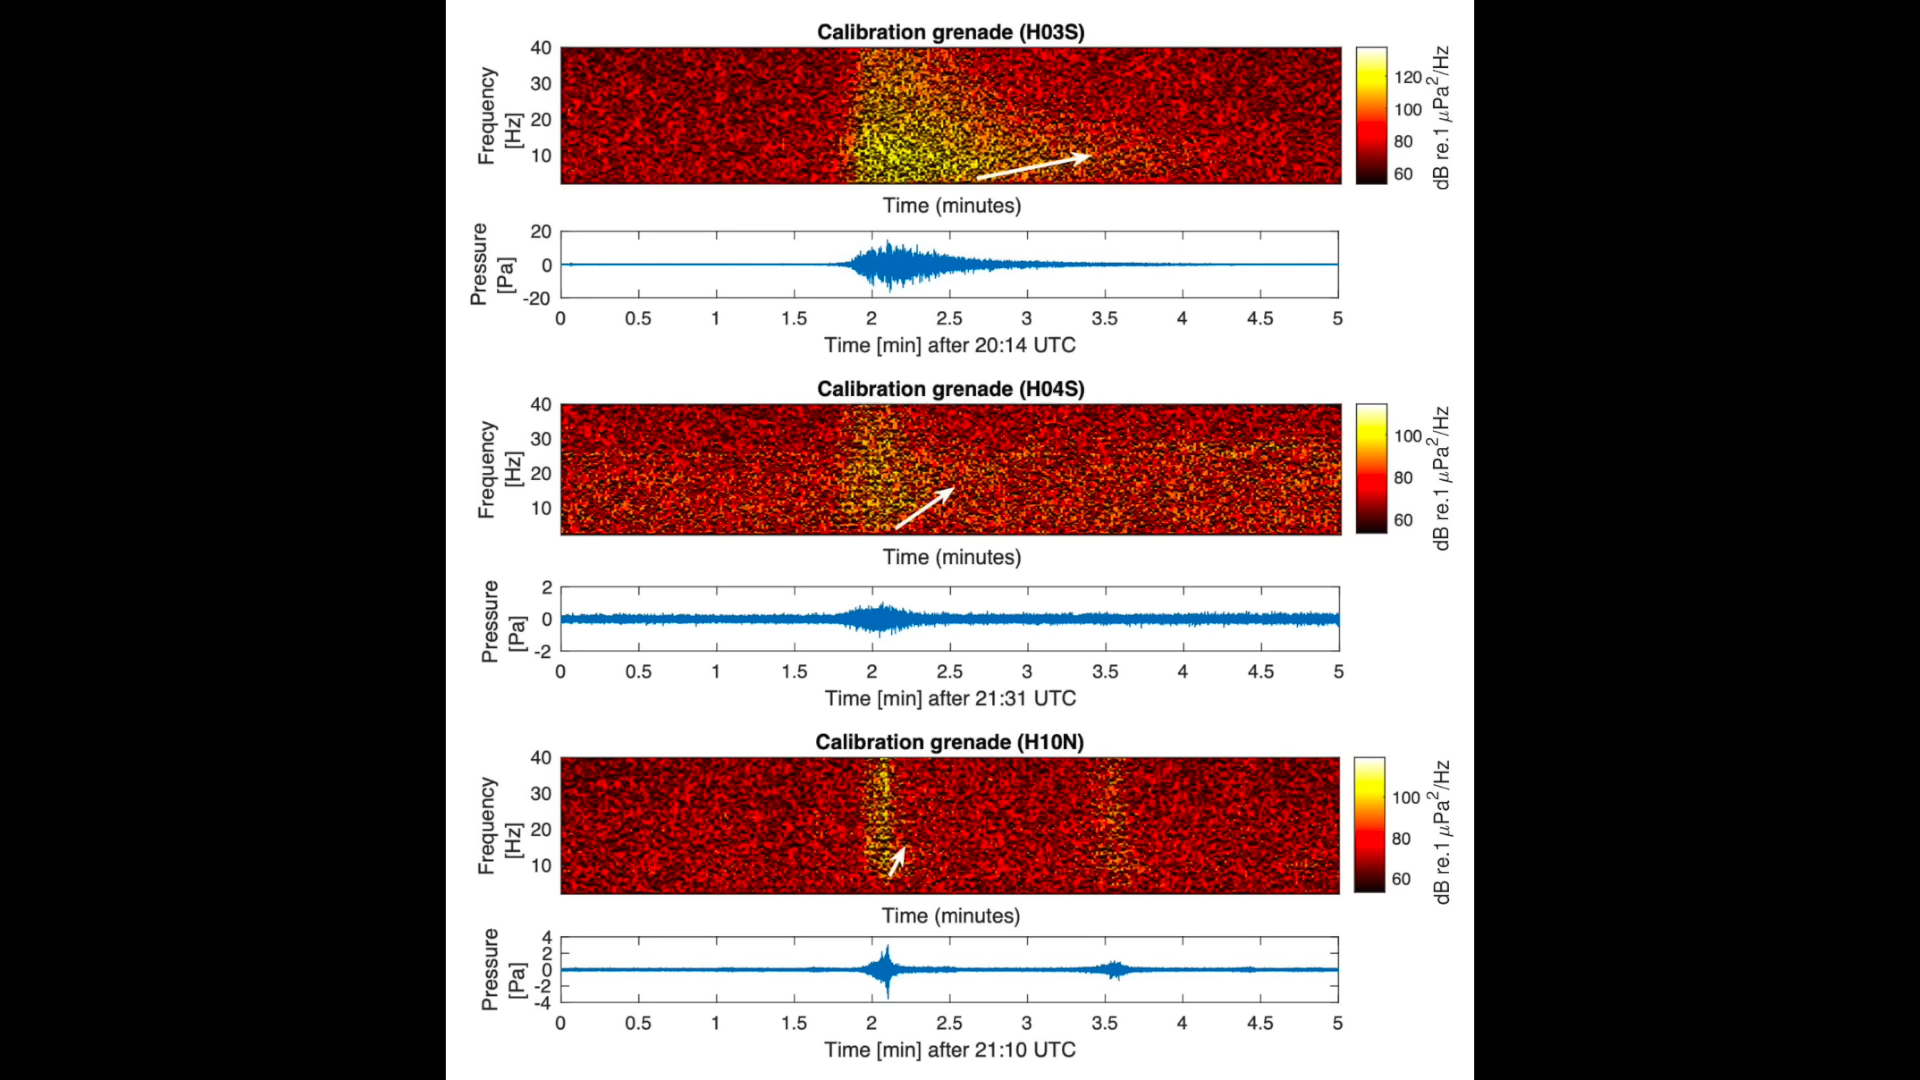 Calibration grenade (H03S)
40
30
20
10
Frequency
[Hz]
120
100
80
60
dB re.1 μPa²/Hz
Time (minutes)
Pressure
[Pa]
20
0
-20
0 0.5 1 1.5 2 2.5 3 3.5 4 4.5 5
Time [min] after 20:14 UTC
Calibration grenade (H04S)
40
30
20
10
Frequency
[Hz]
100
80
60
dB re.1 μPa²/Hz
Time (minutes)
Pressure
[Pa]
2
0
-2
0 0.5 1 1.5 2 2.5 3 3.5 4 4.5 5
Time [min] after 21:31 UTC
Calibration grenade (H10N)
40
30
20
10
Frequency
[Hz]
100
80
60
dB re.1 μPa²/Hz
Time (minutes)
Pressure
[Pa]
4
2
0
-2
-4
0 0.5 1 1.5 2 2.5 3 3.5 4 4.5 5
Time [min] after 21:10 UTC